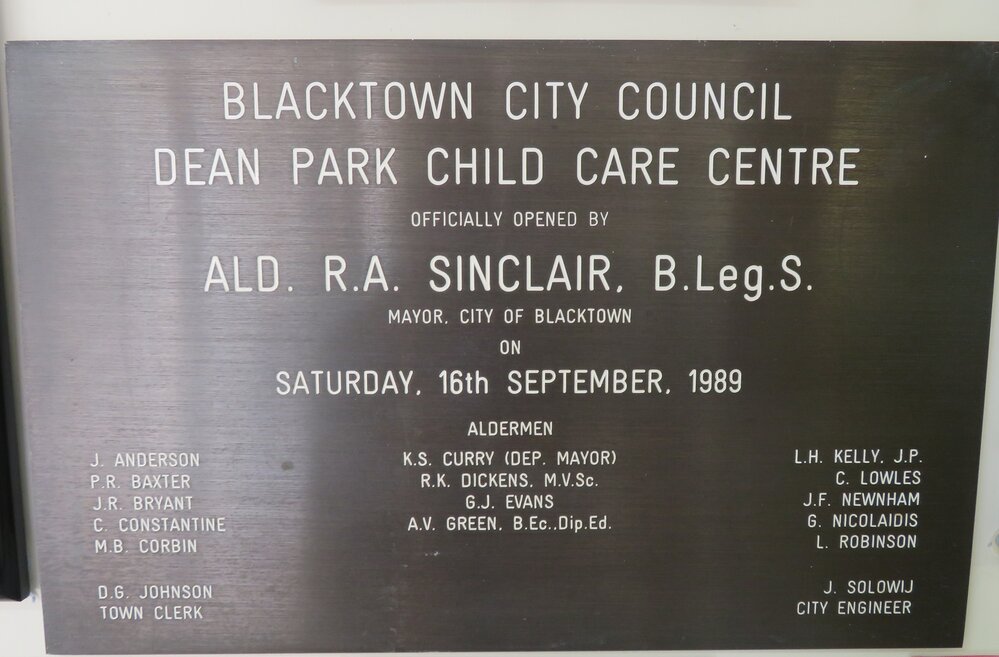 BLACKTOWN CITY COUNCIL
DEAN PARK CHILD CARE CENTRE
OFFICIALLY OPENED BY
ALD. R.A. SINCLAIR, B.Leg.S.
MAYOR, CITY OF BLACKTOWN
ON
SATURDAY, 16th SEPTEMBER, 1989
ALDERMEN
J. ANDERSON
P.R. BAXTER
J.R. BRYANT
C. CONSTANTINE
M.B. CORBIN
K.S. CURRY (DEP. MAYOR)
R.K. DICKENS, M.V.Sc.
G.J. EVANS
A.V. GREEN, B.Ec.,Dip.Ed.
L.H. KELLY, J.P.
C. LOWLES
J.F. NEWNHAM
G. NICOLAIDIS
L. ROBINSON
D.G. JOHNSON
TOWN CLERK
J. SOLOWIJ
CITY ENGINEER